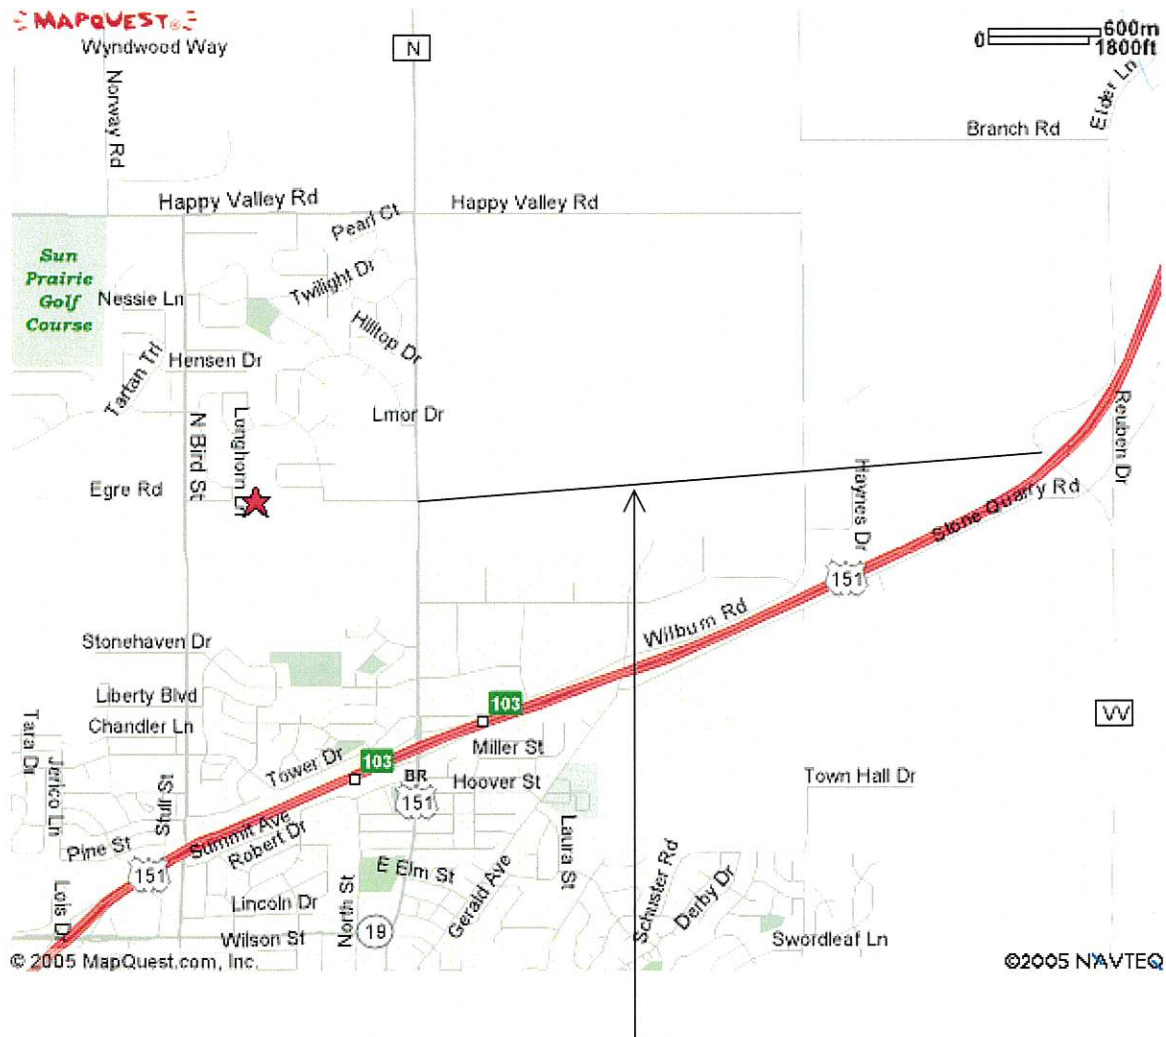 MAPQUEST®
Wyndwood Way
N
600m
0
1800ft
Norway Rd
Elder Ln
Branch Rd
Happy Valley Rd
Happy Valley Rd
Pearl Ct
Sun
Prairie
Golf
Course
Twilight Dr
Nessie Ln
Hilltop Dr
Hensen Dr
Tartan Trl
Lmor Dr
N Bird St
Longhorn Ln
Reuben Dr
Egre Rd
Haynes Dr
Stone Quarry Rd
151
Wilburn Rd
Stonehaven Dr
Liberty Blvd
103
Chandler Ln
Tara Dr
W
Miller St
Tower Dr
103
Jerico Ln
BR
151
Hoover St
Town Hall Dr
Stull St
Summit Ave
Robert Dr
Pine St
Laura St
151
E Elm St
Gerald Ave
Schuster Rd
Derby Dr
Lois Dr
Lincoln Dr
North St
19
Wilson St
Swordleaf Ln
© 2005 MapQuest.com, Inc.
©2005 NAVTEQ